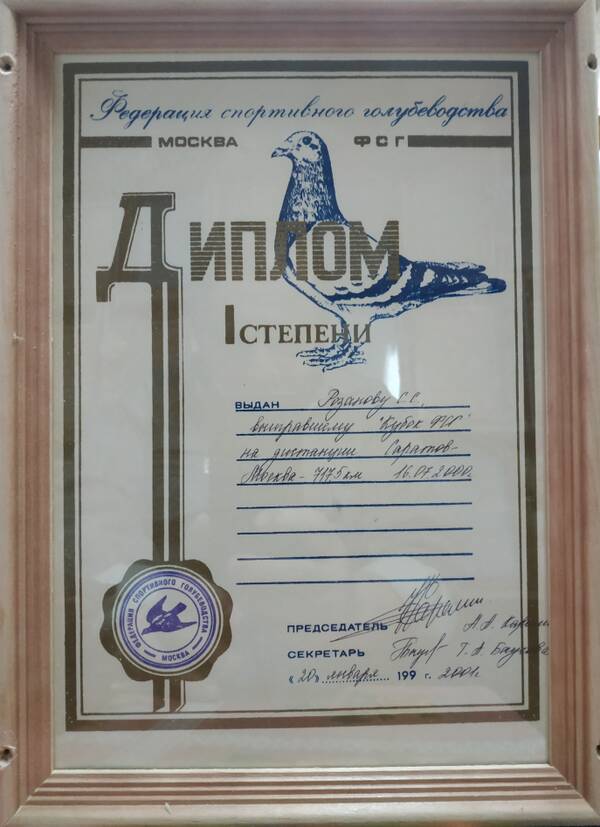 Федерация спортивного голубеводства
МОСКВА ФСГ
ДИПЛОМ
I СТЕПЕНИ
ВЫДАН Розанову С.С.,
выигравшему "Кубок ФСГ"
на дистанции Саратов-
Москва - 717,5 км 16.07.2000.
ПРЕДСЕДАТЕЛЬ А.А.
СЕКРЕТАРЬ Т.А.
«20» января 199 г. 2001г.
ФЕДЕРАЦИЯ СПОРТИВНОГО ГОЛУБЕВОДСТВА
МОСКВА